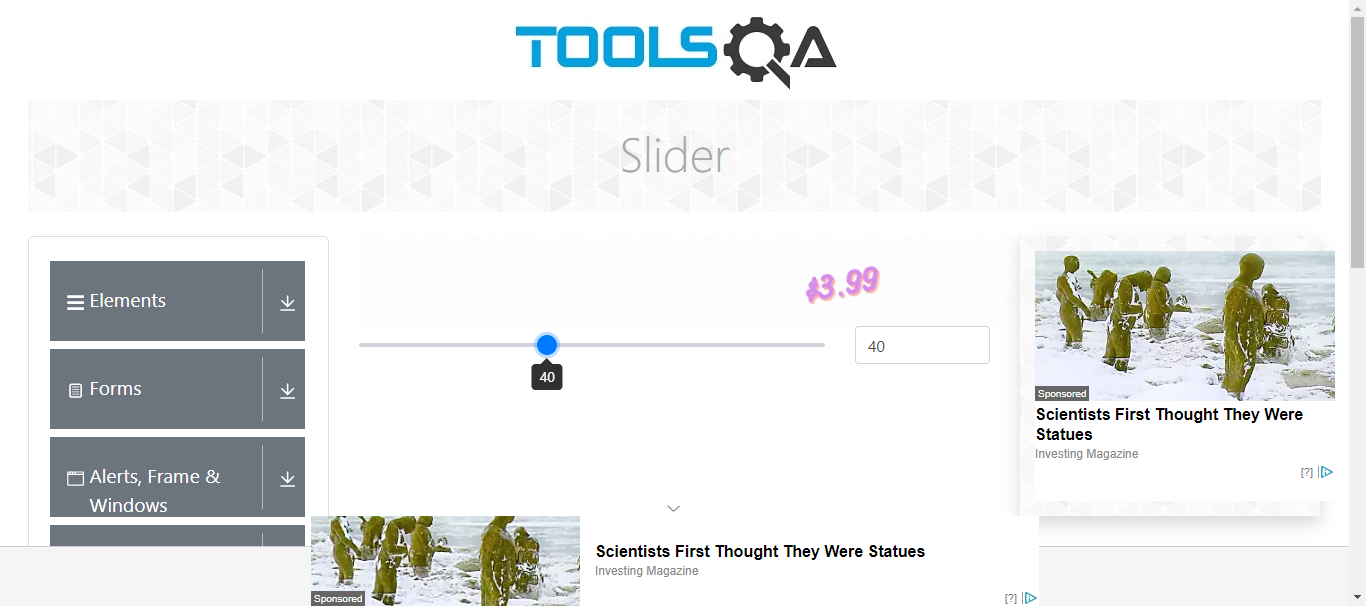 TOOLSQA
Slider
Elements
Forms
Alerts, Frame &
Windows
$3.99
40
40
Sponsored
Scientists First Thought They Were
Statues
Investing Magazine
[?]
Sponsored
Scientists First Thought They Were Statues
Investing Magazine
[?]